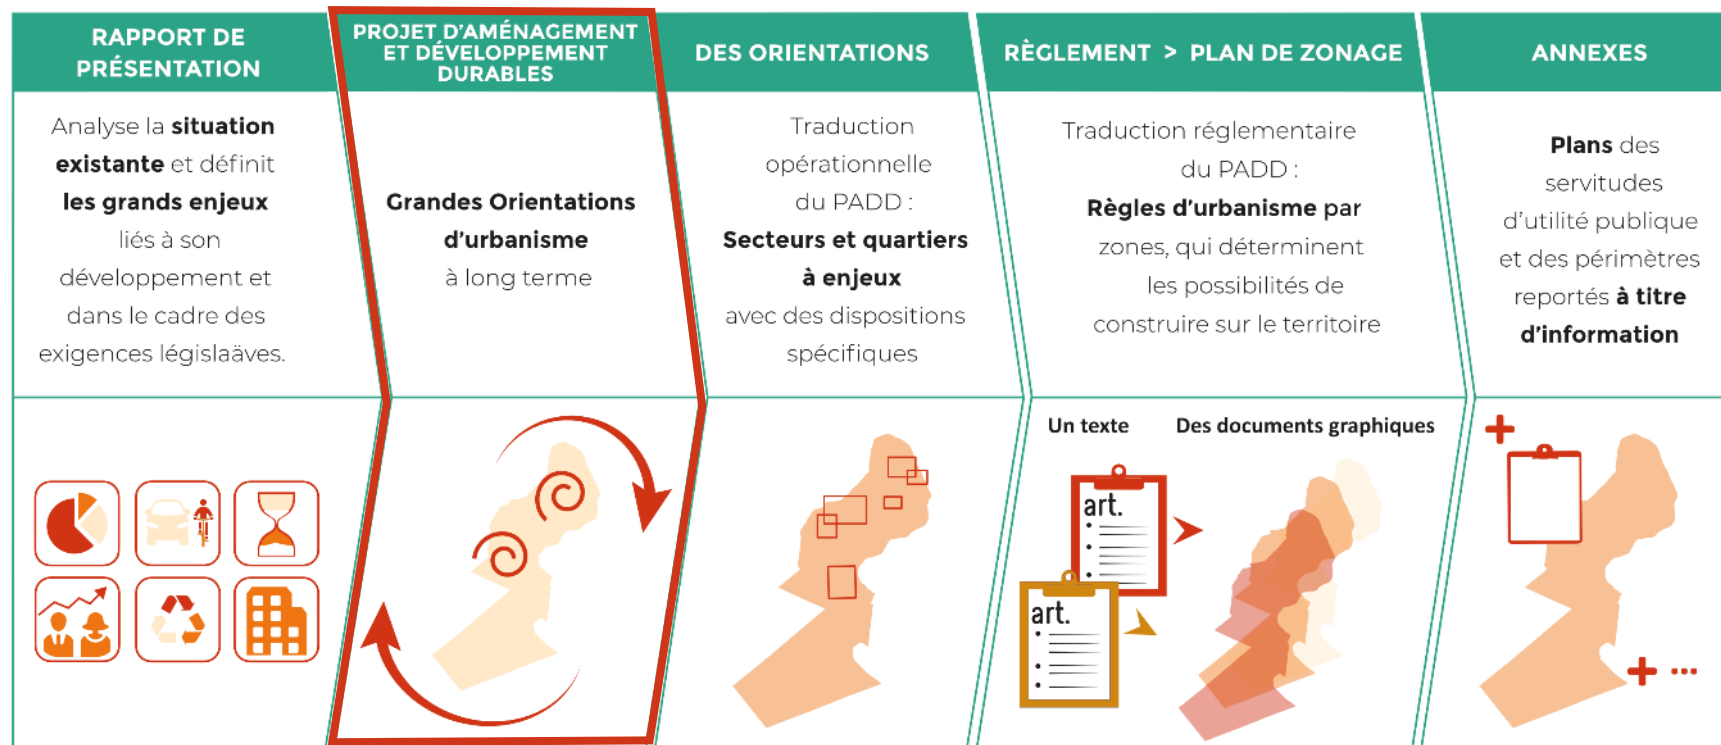 RAPPORT DE
PRÉSENTATION
Analyse la situation
existante et définit
les grands enjeux
liés à son
développement et
dans le cadre des
exigences législaäves.
PROJET D’AMÉNAGEMENT
ET DÉVELOPPEMENT
DURABLES
Grandes Orientations
d’urbanisme
à long terme
DES ORIENTATIONS
Traduction
opérationnelle
du PADD :
Secteurs et quartiers
à enjeux
avec des dispositions
spécifiques
RÈGLEMENT > PLAN DE ZONAGE
Traduction réglementaire
du PADD :
Règles d’urbanisme par
zones, qui déterminent
les possibilités de
construire sur le territoire
Un texte
Des documents graphiques
art.
art.
ANNEXES
Plans des
servitudes
d’utilité publique
et des périmètres
reportés à titre
d’information